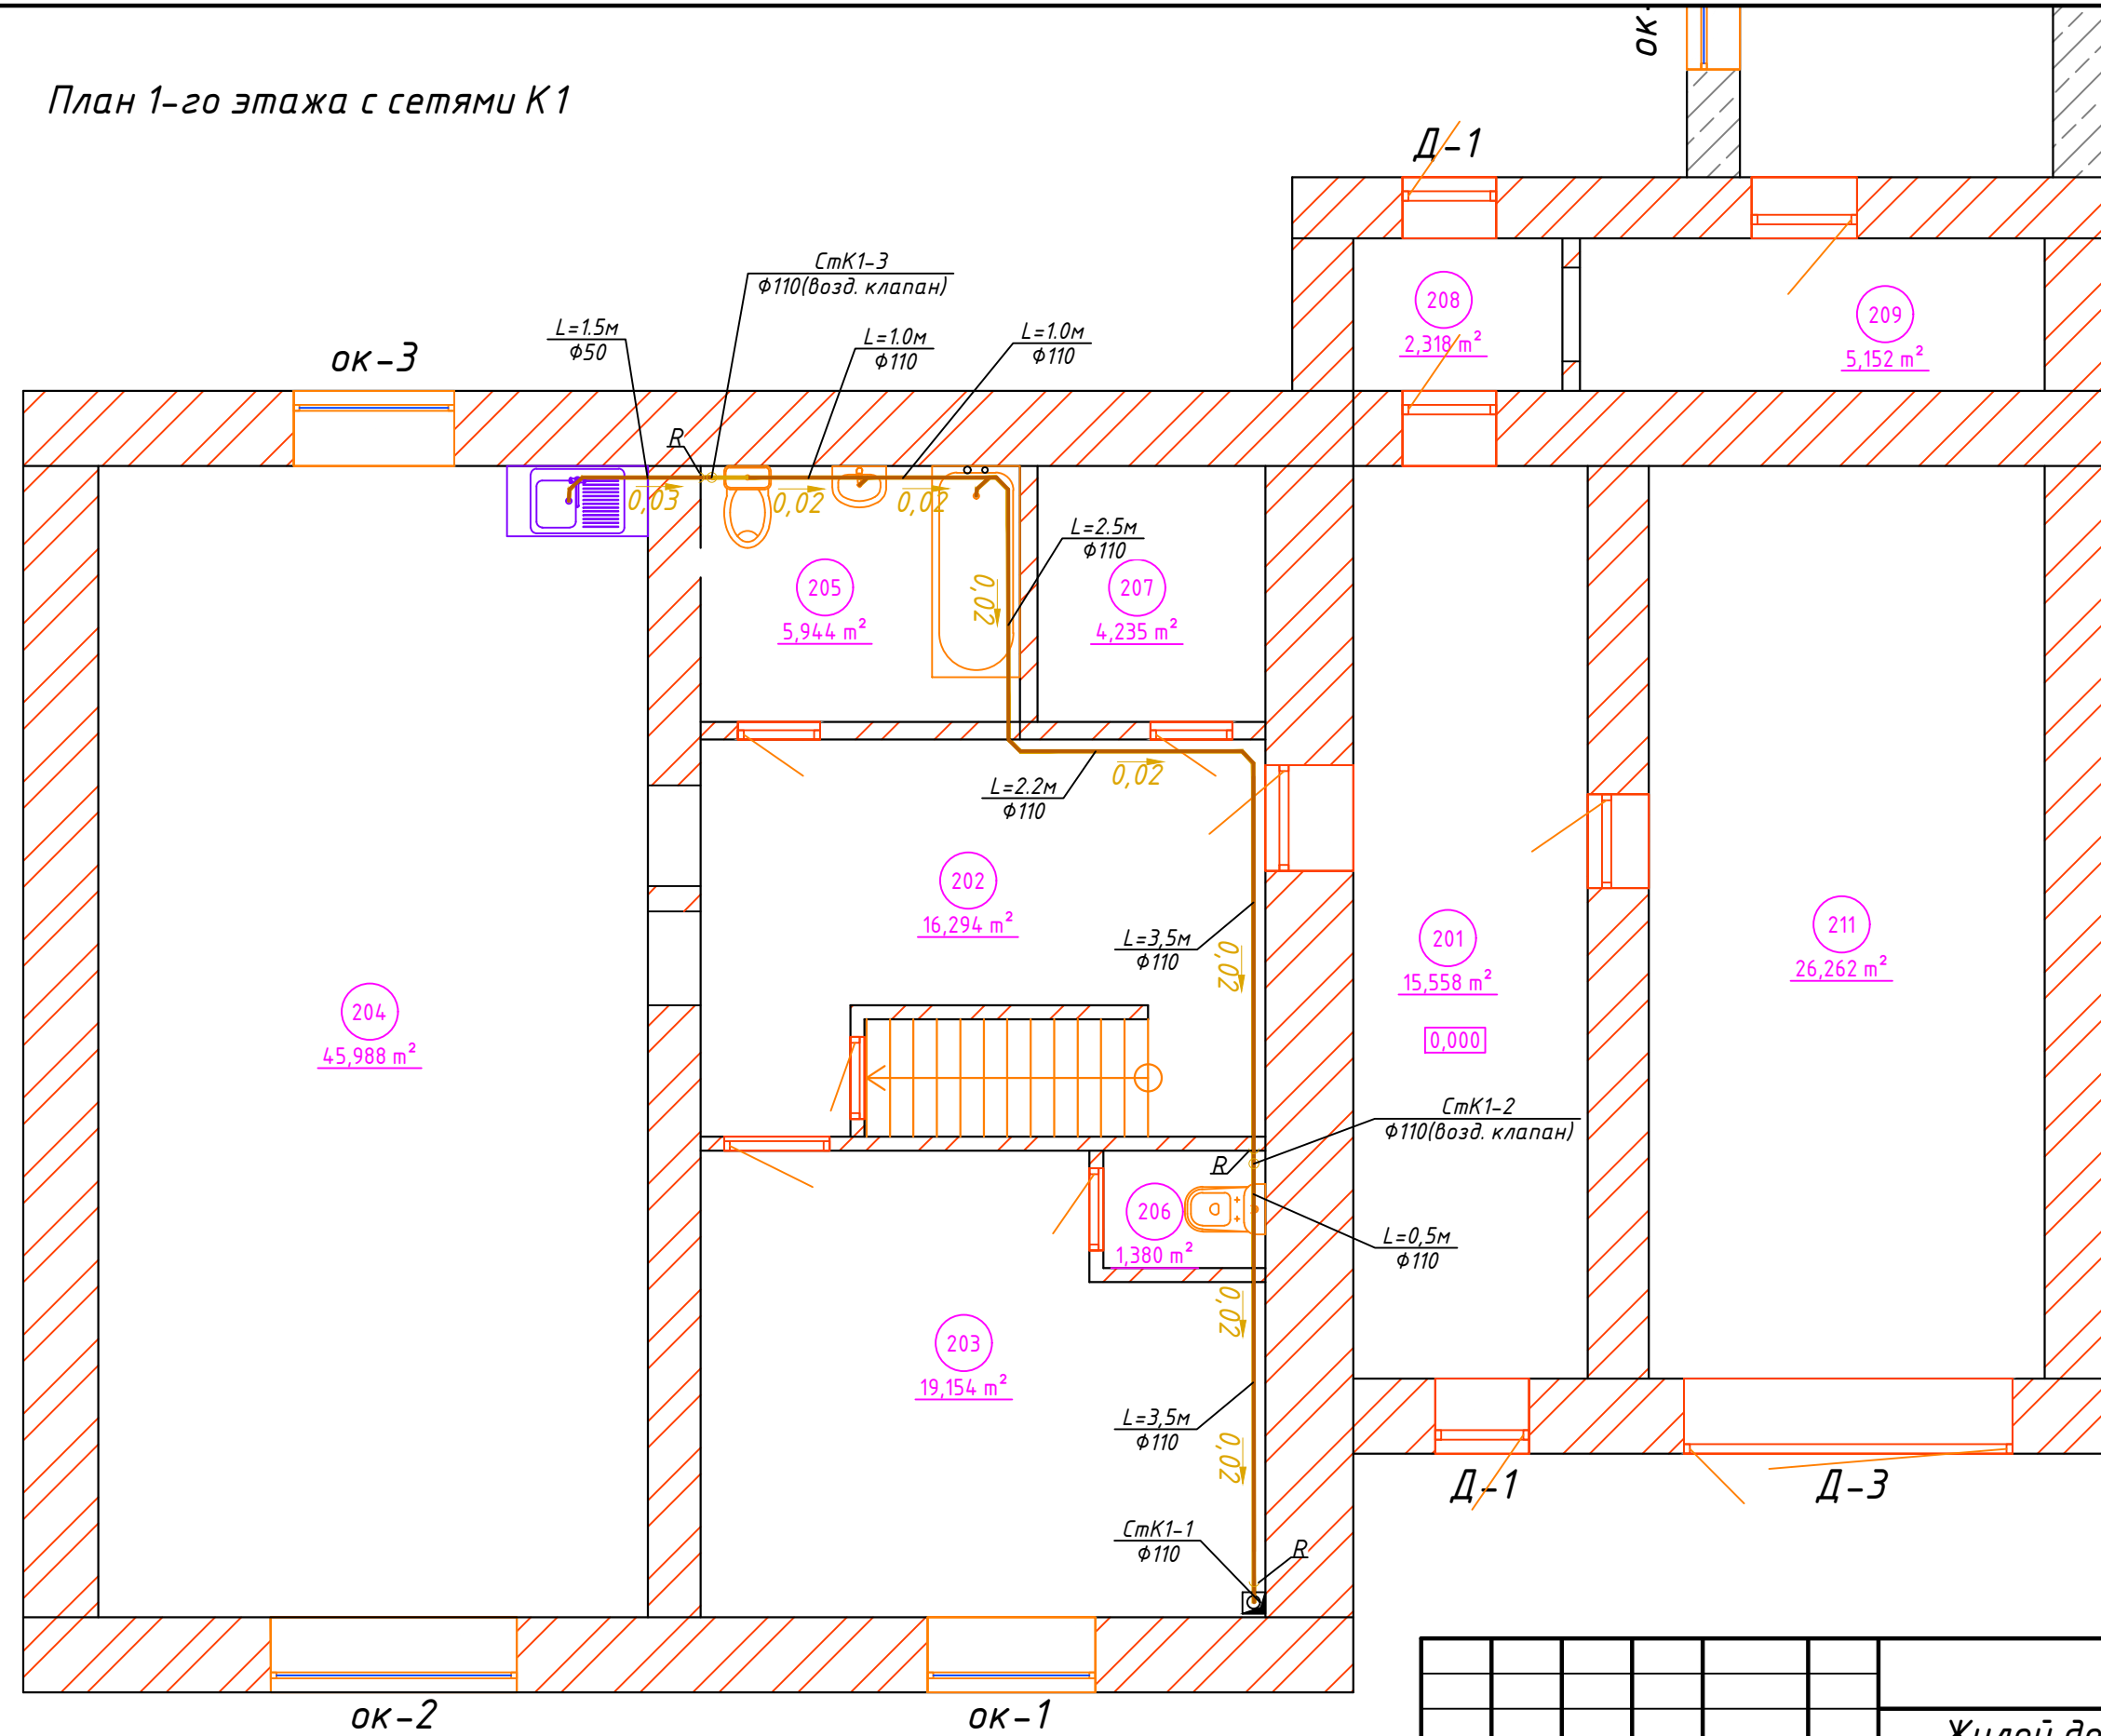 ок-
План 1-го этажа с сетями К1
Д-1
СтК1-3
ф110(возд. клапан)
208
2,318 m²
209
5,152 m²
L=1.5м
ф50
L=1.0м
ф110
L=1.0м
ф110
ок-3
R
0,03
0,02
0,02
L=2.5м
ф110
0,02
205
5,944 m²
207
4,235 m²
0,02
L=2.2м
ф110
202
16,294 m²
L=3,5м
ф110
0,02
201
15,558 m²
0,000
211
26,262 m²
204
45,988 m²
СтК1-2
ф110(возд. клапан)
R
206
1,380 m²
L=0,5м
ф110
0,02
203
19,154 m²
L=3,5м
ф110
0,02
Д-1
Д-3
СтК1-1
ф110
R
ок-2
ок-1